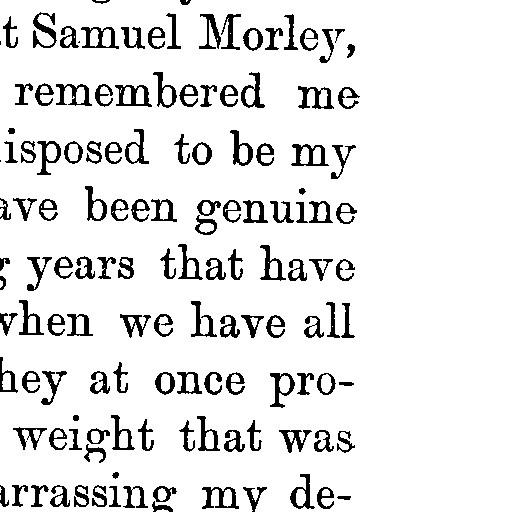 t Samuel Morley,
remembered me
isposed to be my
ave been genuine
g years that have
when we have all
hey at once pro-
weight that was
arrassing my de-